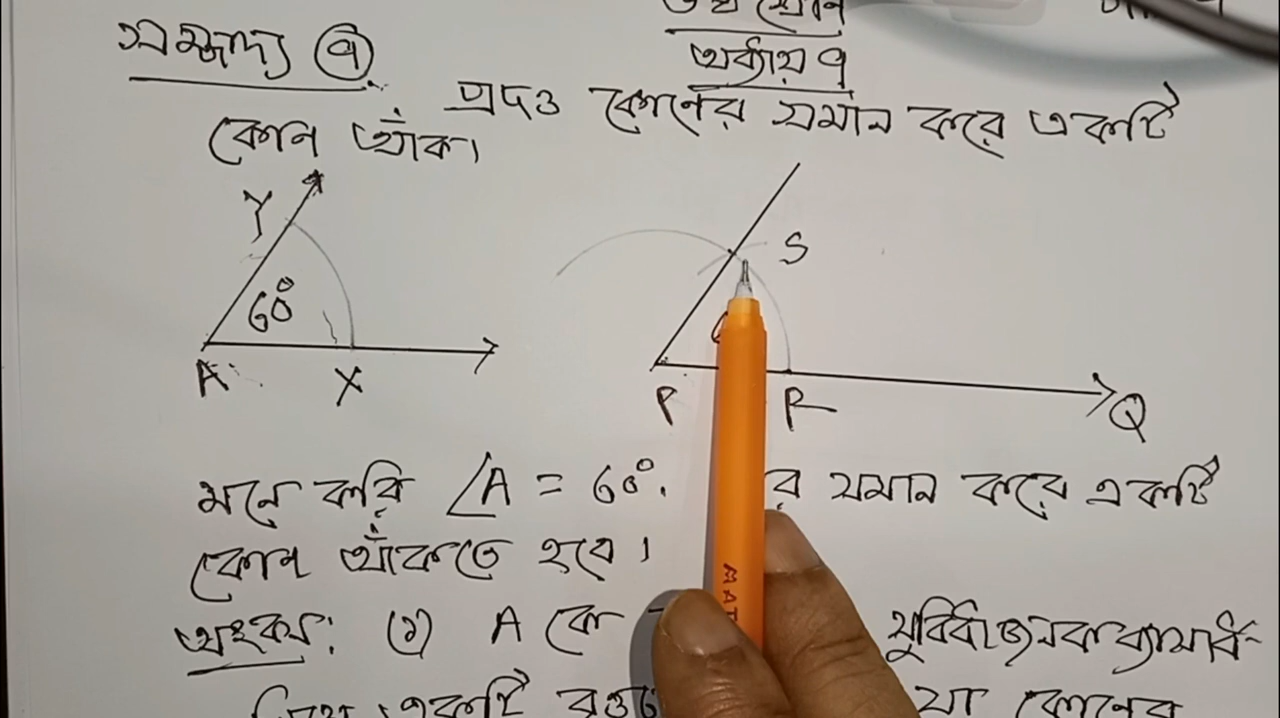 সম্পাদ্য ৭
অধ্যায় ৭
প্রদত্ত কোণের সমান করে একটি
কোন আঁক।
Y
S
60°
A X
P R Q
মনে করি ∠A = 60°. র সমান করে একটি
কোন আঁকতে হবে।
অংকন: (১) A কে সুবিধাজনক ব্যাসার্ধ
একটি কোণের